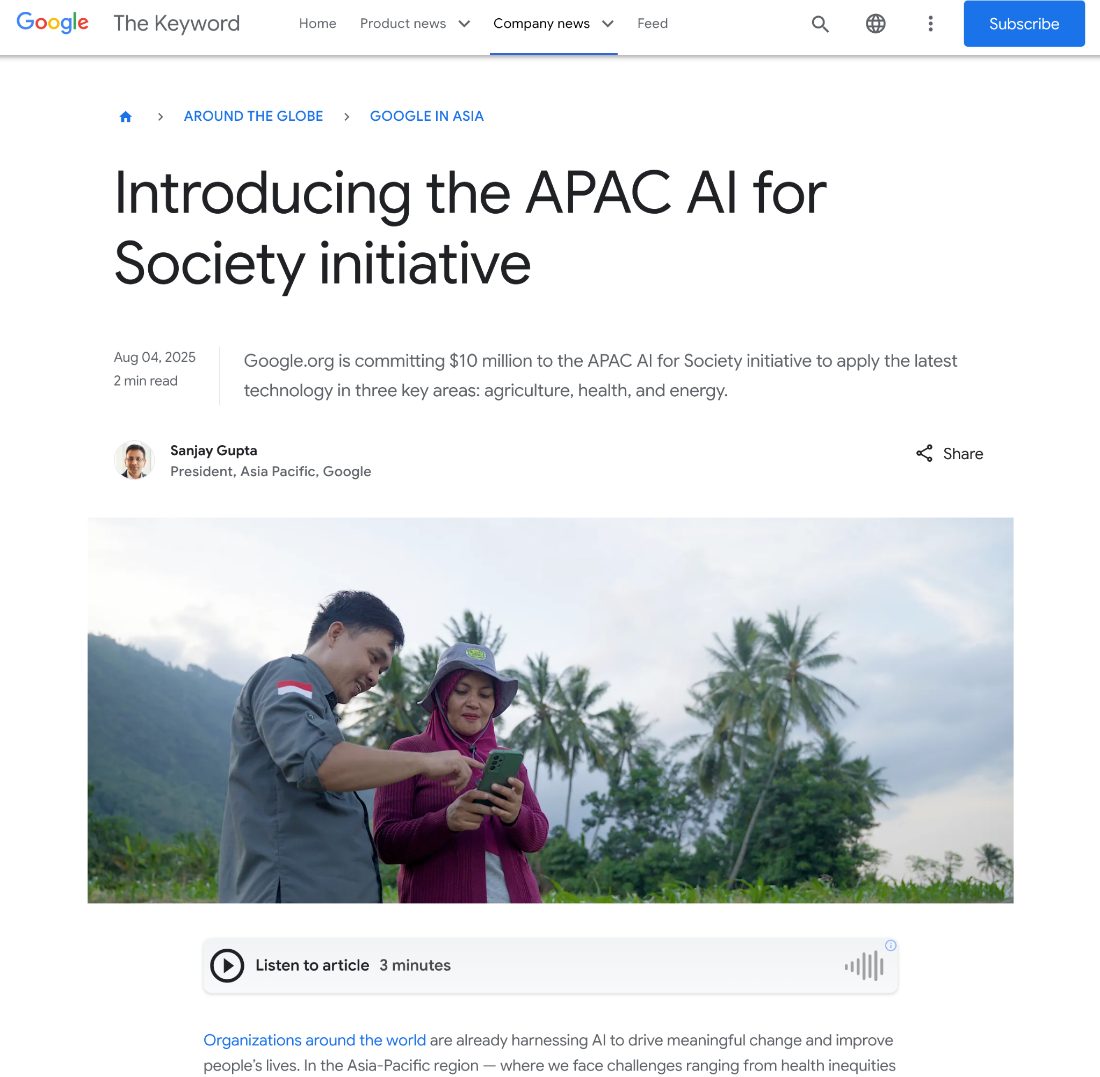 Google The Keyword Home Product news Company news Feed Subscribe
AROUND THE GLOBE GOOGLE IN ASIA
Introducing the APAC AI for
Society initiative
Aug 04, 2025
2 min read
Google.org is committing $10 million to the APAC AI for Society initiative to apply the latest
technology in three key areas: agriculture, health, and energy.
Sanjay Gupta
President, Asia Pacific, Google
Share
Listen to article 3 minutes
Organizations around the world are already harnessing AI to drive meaningful change and improve
people’s lives. In the Asia-Pacific region — where we face challenges ranging from health inequities